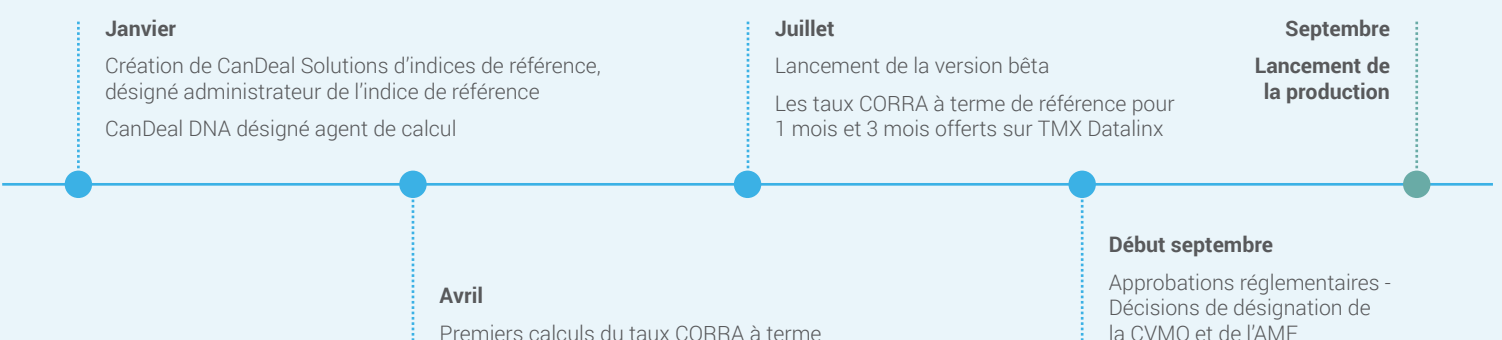 Janvier
Création de CanDeal Solutions d'indices de référence,
désigné administrateur de l'indice de référence
CanDeal DNA désigné agent de calcul
Avril
Premiers calculs du taux CORRA à terme
Juillet
Lancement de la version bêta
Les taux CORRA à terme de référence pour
1 mois et 3 mois offerts sur TMX Datalinx
Début septembre
Approbations réglementaires -
Décisions de désignation de
la CVMO et de l'AMF
Septembre
Lancement de
la production